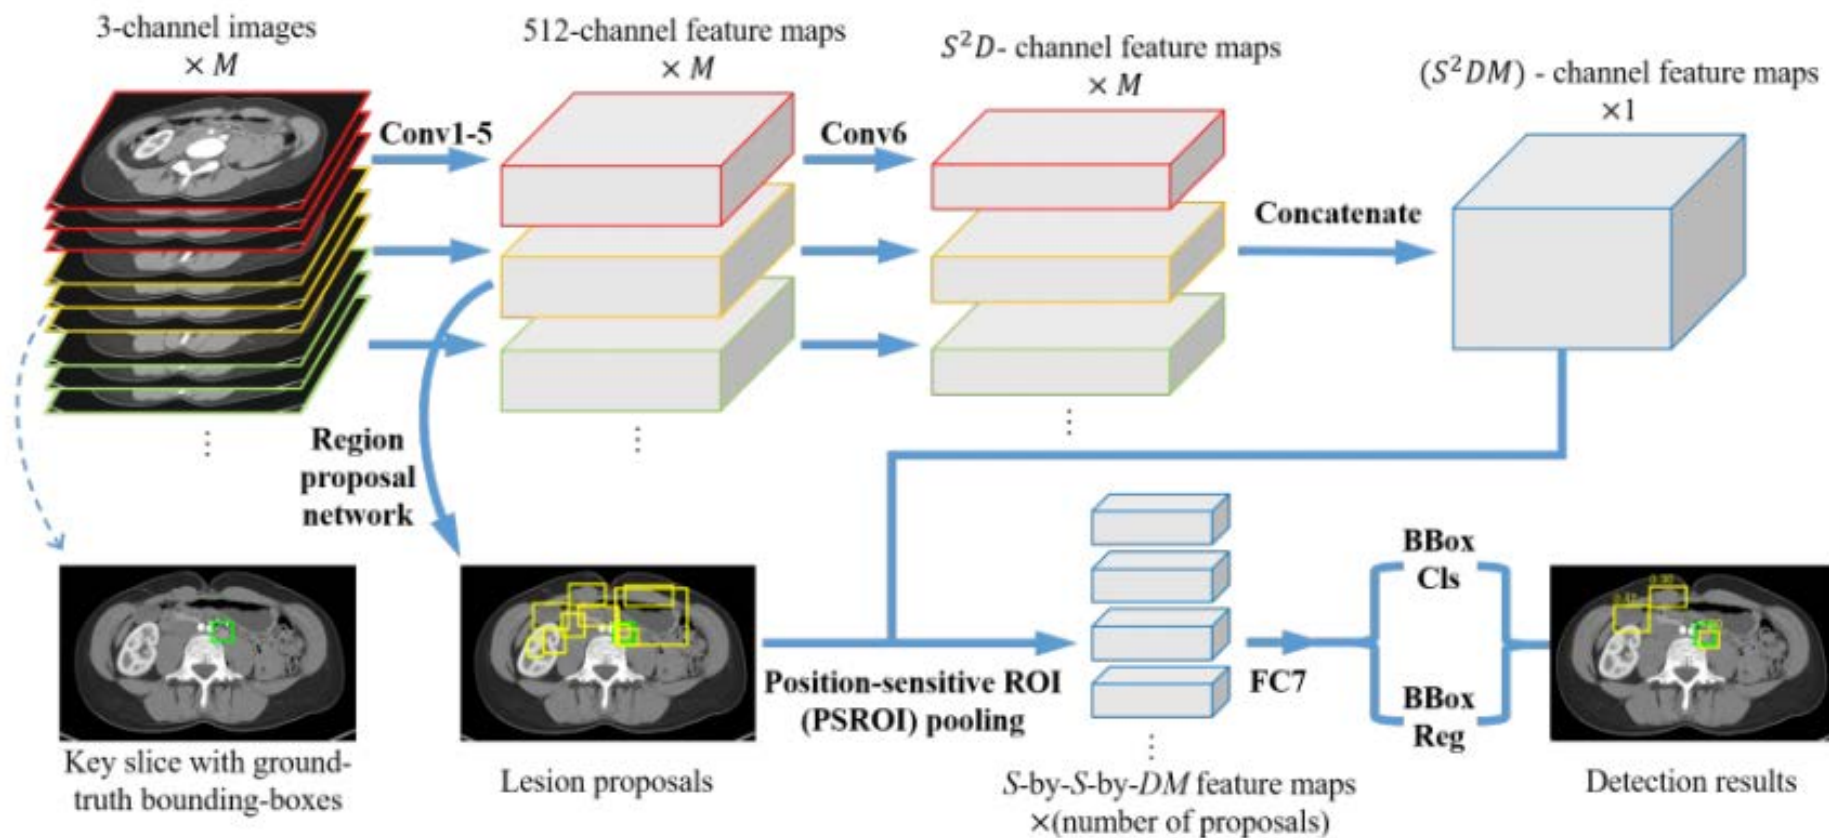 3-channel images
× M
512-channel feature maps
× M
S²D- channel feature maps
× M
(S²DM) - channel feature maps
×1
Conv1-5
Conv6
Concatenate
⋮
⋮
⋮
Region
proposal
network
Key slice with ground-
truth bounding-boxes
Lesion proposals
Position-sensitive ROI
(PSROI) pooling
⋮
S-by-S-by-DM feature maps
×(number of proposals)
FC7
BBox
Cls
BBox
Reg
0.30
Detection results